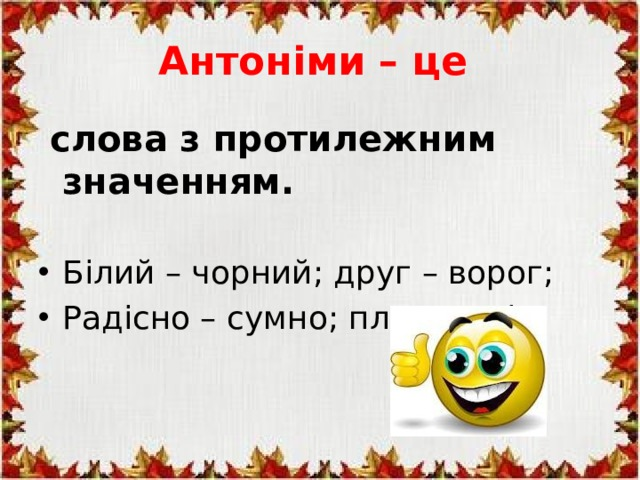 Антоніми – це
слова з протилежним
значенням.
• Білий – чорний; друг – ворог;
• Радісно – сумно;